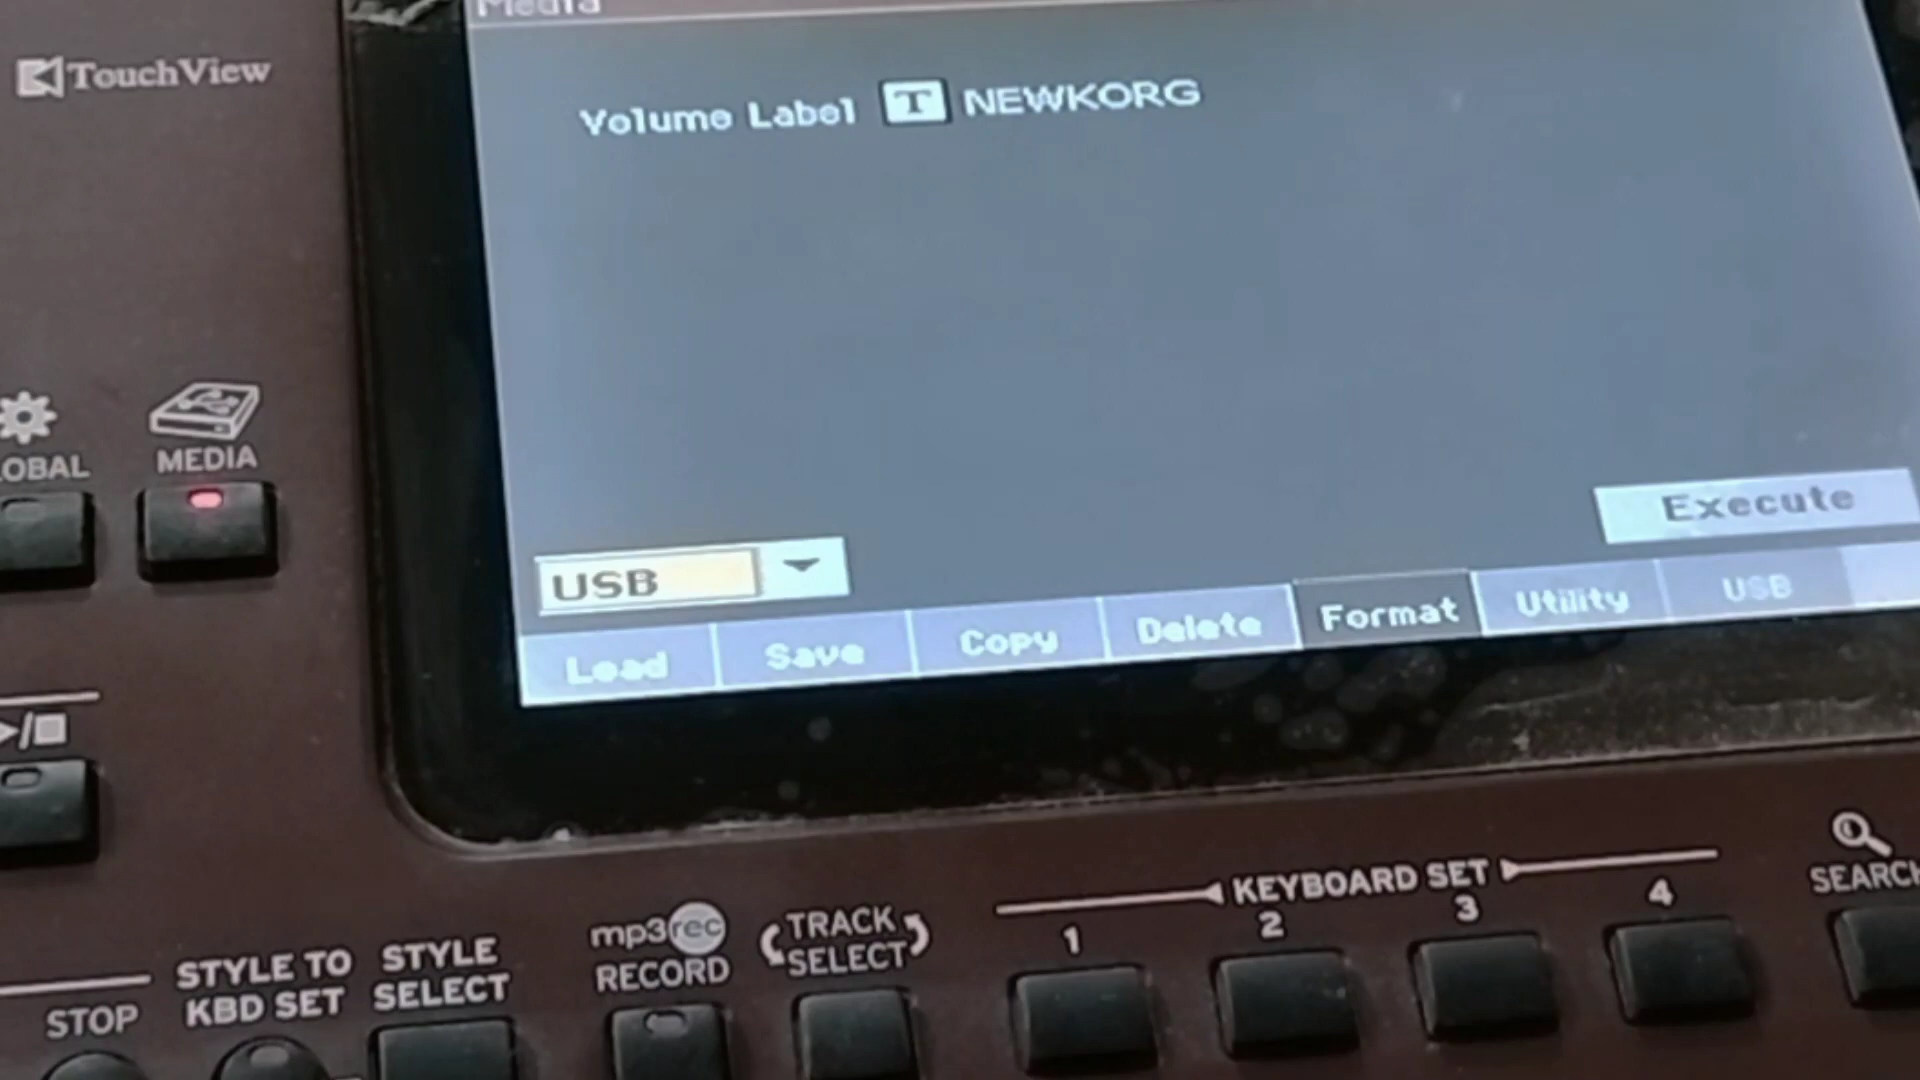 Media
TouchView
Volume Label T NEWKORG
MEDIA
Execute
USB
Load Save Copy Delete Format Utility USB
KEYBOARD SET
1 2 3 4
SEARCH
mp3rec
RECORD
TRACK
SELECT
STYLE TO
KBD SET
STYLE
SELECT
STOP